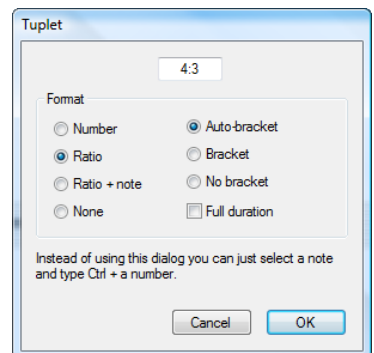 Tuplet
4:3
Format
Number
Auto-bracket
Ratio
Bracket
Ratio + note
No bracket
None
Full duration
Instead of using this dialog you can just select a note
and type Ctrl + a number.
Cancel
OK